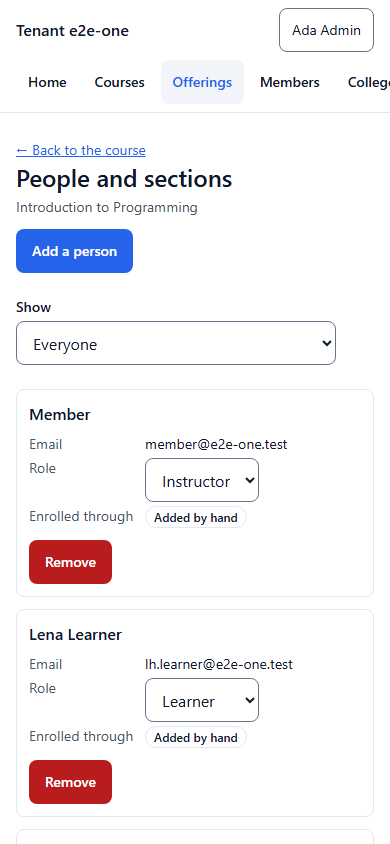 Tenant e2e-one
Ada Admin
Home Courses Offerings Members
← Back to the course
People and sections
Introduction to Programming
Add a person
Show
Everyone
Member
Email member@e2e-one.test
Role Instructor
Enrolled through Added by hand
Remove
Lena Learner
Email lh.learner@e2e-one.test
Role Learner
Enrolled through Added by hand
Remove